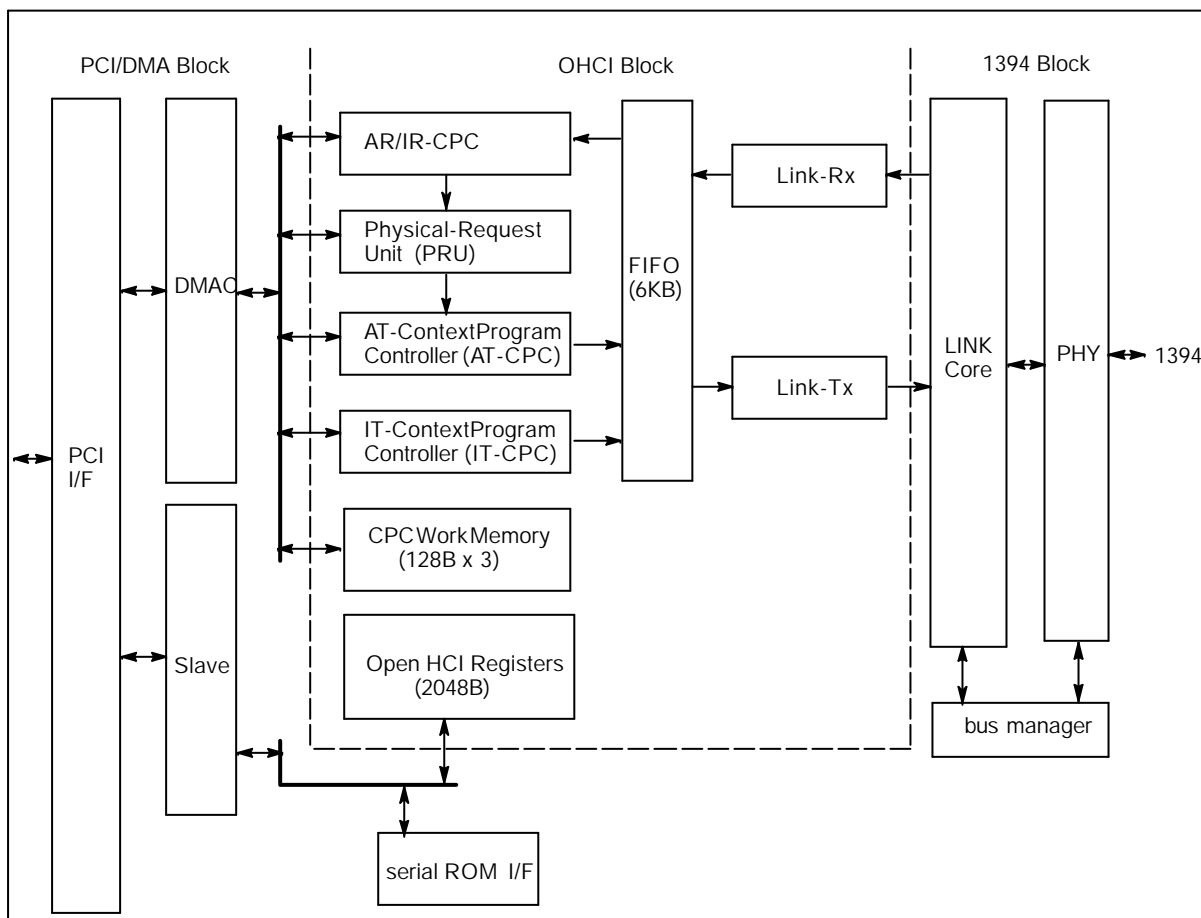 PCI/DMA Block
OHCI Block
1394 Block
AR/IR-CPC
Link-Rx
Physical-Request
Unit (PRU)
FIFO
(6KB)
DMAC
AT-ContextProgram
Controller (AT-CPC)
LINK
Core
PHY
1394
Link-Tx
IT-ContextProgram
Controller (IT-CPC)
PCI
I/F
CPCWorkMemory
(128B x 3)
Slave
Open HCI Registers
(2048B)
bus manager
serial ROM I/F